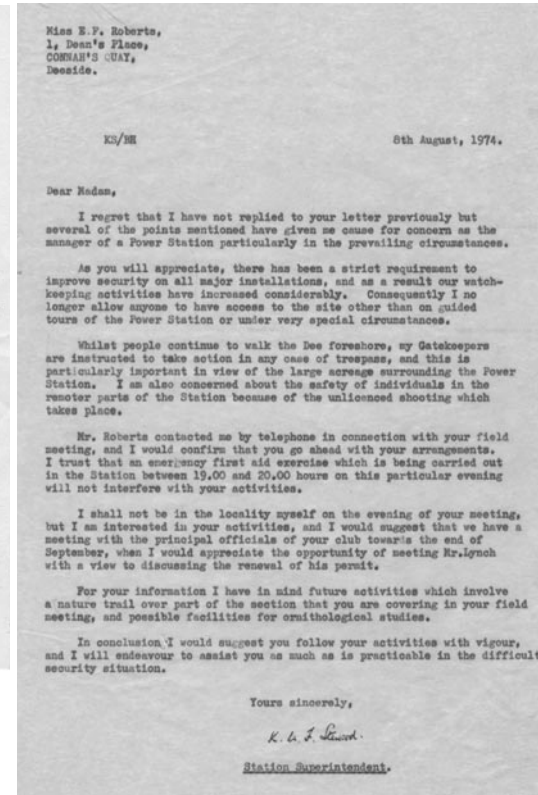 Miss E.F. Roberts,
1, Dean's Place,
CONNAH'S QUAY,
Deeside.
KS/BH
8th August, 1974.
Dear Madam,
I regret that I have not replied to your letter previously but
several of the points mentioned have given me cause for concern as the
manager of a Power Station particularly in the prevailing circumstances.
As you will appreciate, there has been a strict requirement to
improve security on all major installations, and as a result our watch-
keeping activities have increased considerably. Consequently I no
longer allow anyone to have access to the site other than on guided
tours of the Power Station or under very special circumstances.
Whilst people continue to walk the Dee foreshore, my Gatekeepers
are instructed to take action in any case of trespass, and this is
particularly important in view of the large acreage surrounding the Power
Station. I am also concerned about the safety of individuals in the
remoter parts of the Station because of the unlicenced shooting which
takes place.
Mr. Roberts contacted me by telephone in connection with your field
meeting, and I would confirm that you go ahead with your arrangements.
I trust that an emergency first aid exercise which is being carried out
in the Station between 19.00 and 20.00 hours on this particular evening
will not interfere with your activities.
I shall not be in the locality myself on the evening of your meeting,
but I am interested in your activities, and I would suggest that we have a
meeting with the principal officials of your club towards the end of
September, when I would appreciate the opportunity of meeting Mr.Lynch
with a view to discussing the renewal of his permit.
For your information I have in mind future activities which involve
a nature trail over part of the section that you are covering in your field
meeting, and possible facilities for ornithological studies.
In conclusion I would suggest you follow your activities with vigour,
and I will endeavour to assist you as much as is practicable in the difficult
security situation.
Yours sincerely,
Station Superintendent.